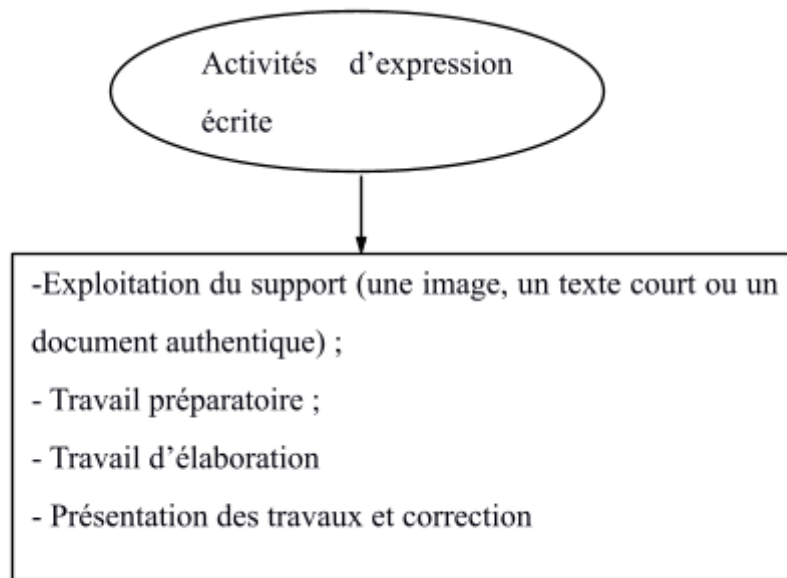 Activités d’expression
écrite
-Exploitation du support (une image, un texte court ou un
document authentique) ;
- Travail préparatoire ;
- Travail d’élaboration
- Présentation des travaux et correction